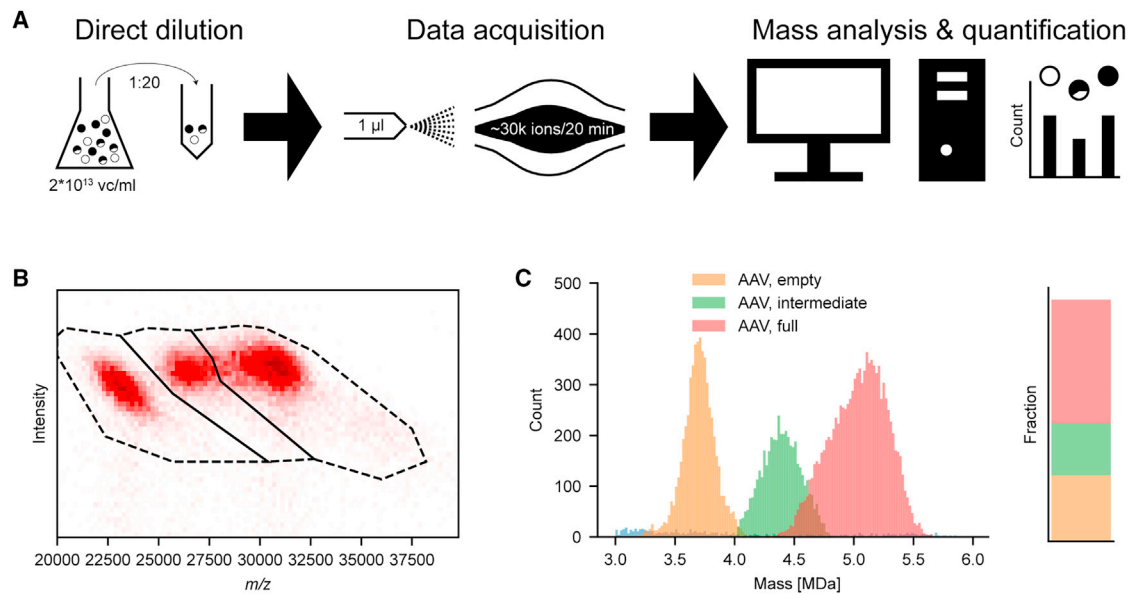 A
Direct dilution
Data acquisition
Mass analysis & quantification
1:20
2*10¹³ vc/ml
1 µl
~30k ions/20 min
Count
B
Intensity
20000 22500 25000 27500 30000 32500 35000 37500
m/z
C
AAV, empty
AAV, intermediate
AAV, full
500
400
300
200
100
0
Count
3.0 3.5 4.0 4.5 5.0 5.5 6.0
Mass [MDa]
Fraction